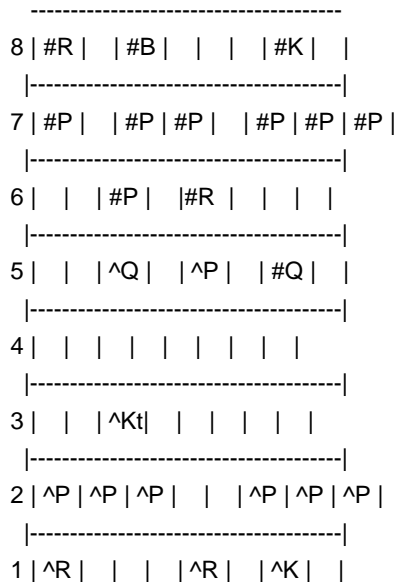 ---------------------------------------
8 | #R |    | #B |    |    |    | #K |    |
|---------------------------------------|
7 | #P |    | #P | #P |    | #P | #P | #P |
|---------------------------------------|
6 |    |    | #P |    |#R  |    |    |    |
|---------------------------------------|
5 |    |    | ^Q |    | ^P |    | #Q |    |
|---------------------------------------|
4 |    |    |    |    |    |    |    |    |
|---------------------------------------|
3 |    |    | ^Kt|    |    |    |    |    |
|---------------------------------------|
2 | ^P | ^P | ^P |    |    | ^P | ^P | ^P |
|---------------------------------------|
1 | ^R |    |    |    | ^R |    | ^K |    |